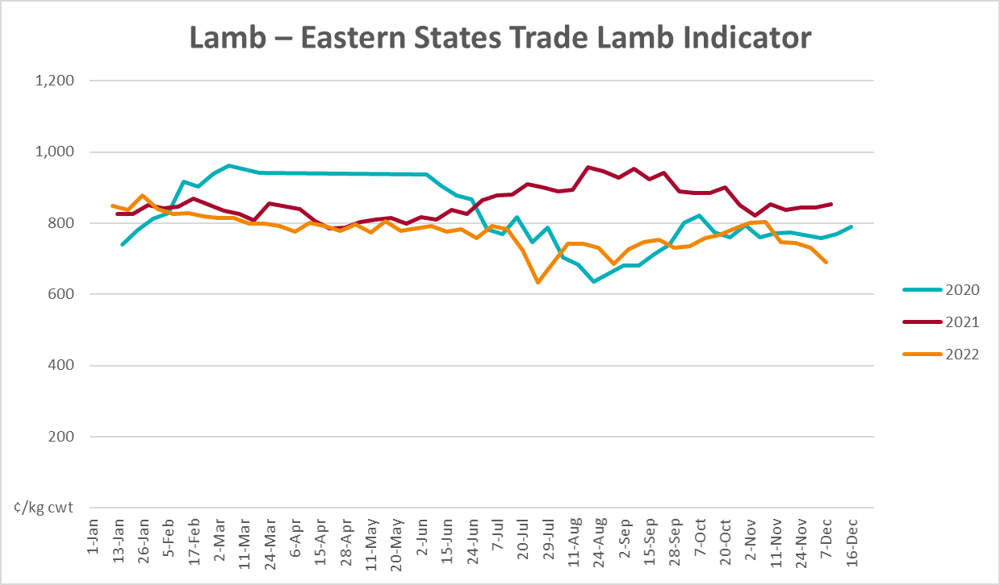 Lamb – Eastern States Trade Lamb Indicator
1,200
1,000
800
600
400
200
¢/kg cwt
1-Jan
13-Jan
26-Jan
5-Feb
17-Feb
2-Mar
11-Mar
24-Mar
6-Apr
15-Apr
28-Apr
11-May
20-May
2-Jun
15-Jun
24-Jun
7-Jul
20-Jul
29-Jul
11-Aug
24-Aug
2-Sep
15-Sep
28-Sep
7-Oct
20-Oct
2-Nov
11-Nov
24-Nov
7-Dec
16-Dec
2020
2021
2022